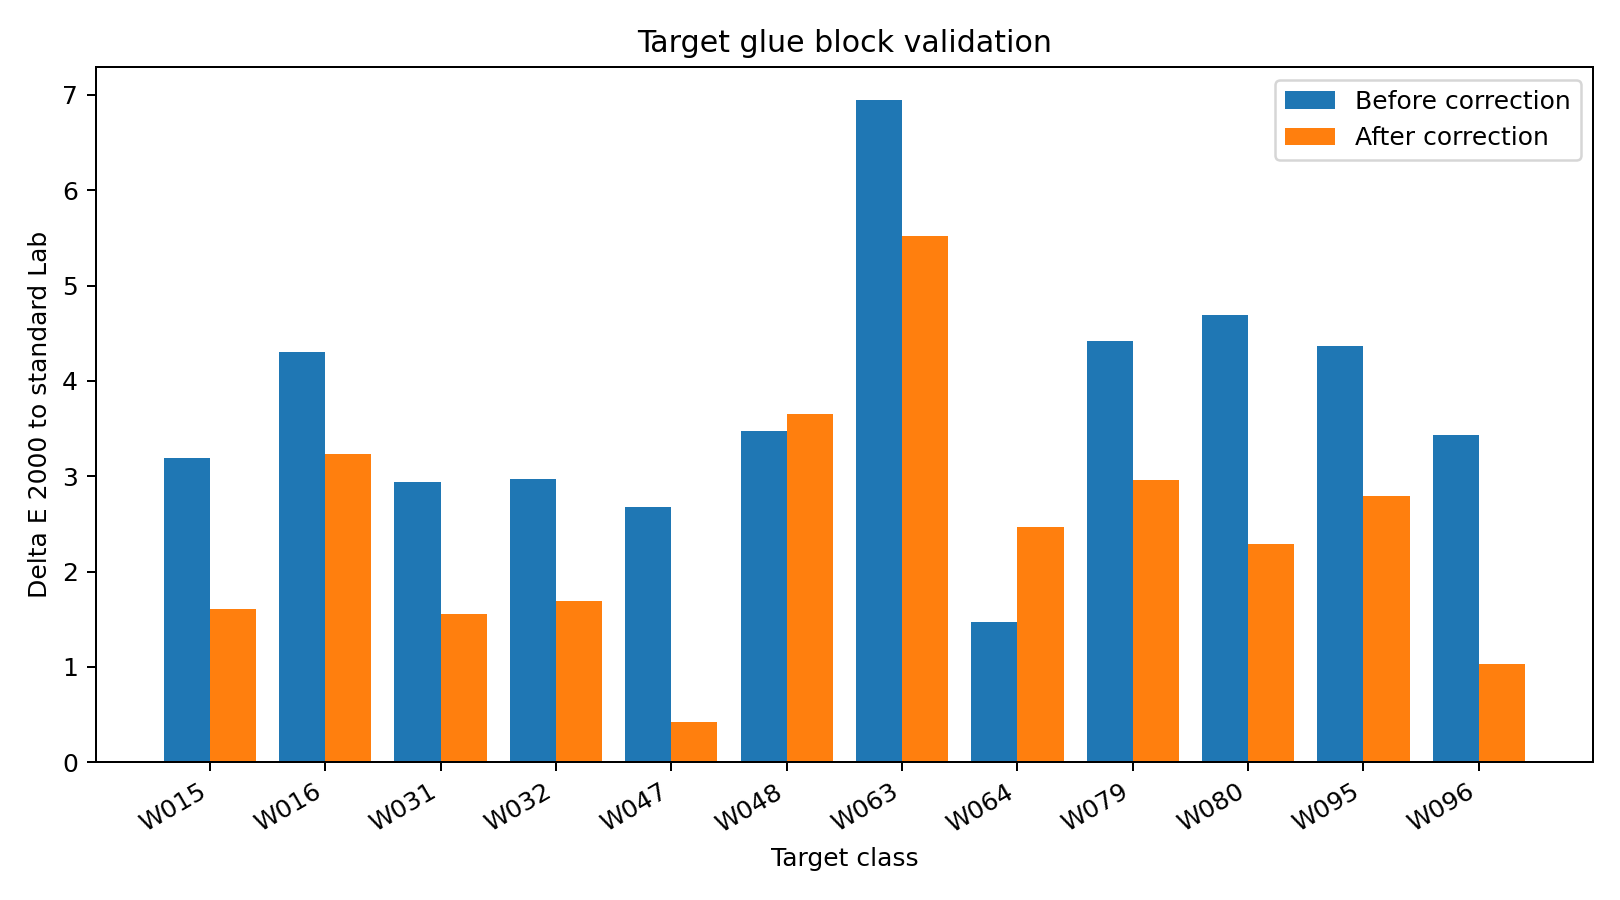 Target glue block validation
Before correction
After correction
Delta E 2000 to standard Lab
7
6
5
4
3
2
1
0
W015
W016
W031
W032
W047
W048
W063
W064
W079
W080
W095
W096
Target class